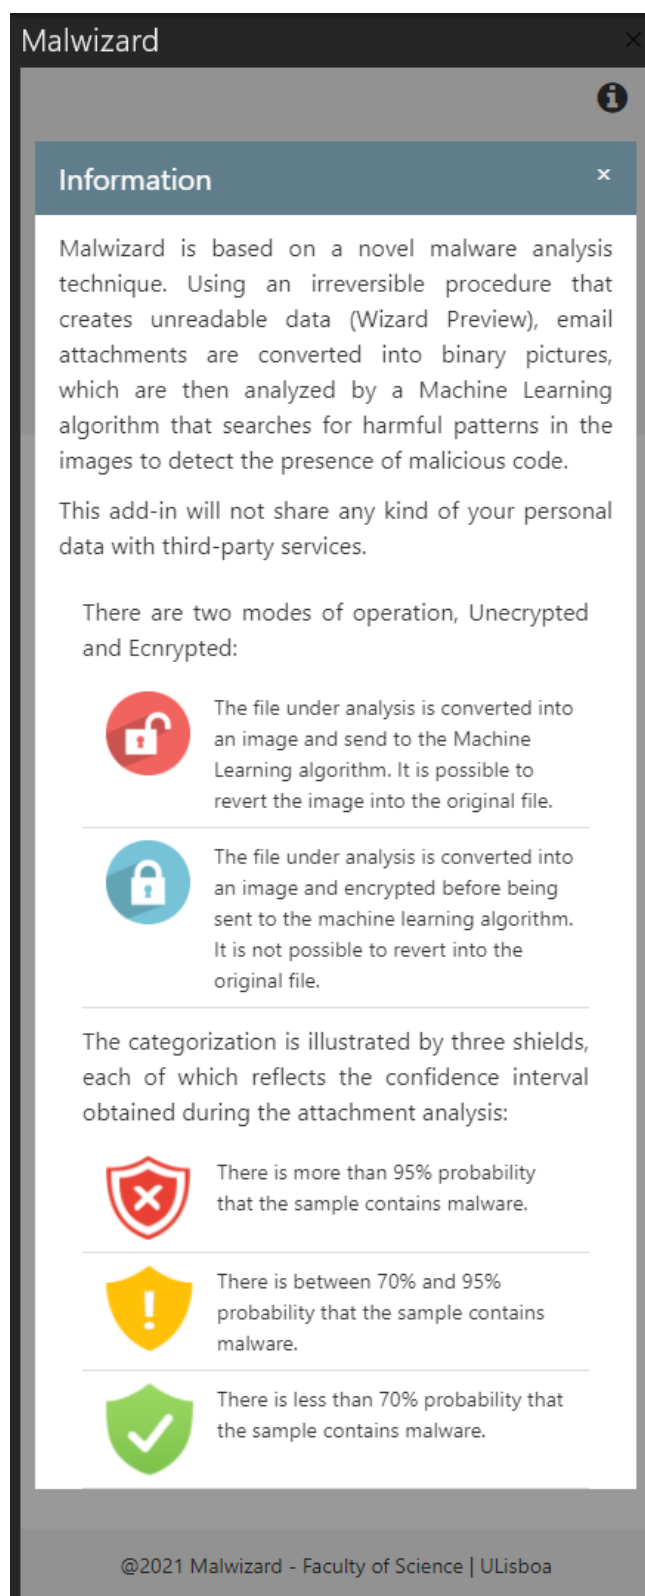 Malwizard
Information
Malwizard is based on a novel malware analysis
technique. Using an irreversible procedure that
creates unreadable data (Wizard Preview), email
attachments are converted into binary pictures,
which are then analyzed by a Machine Learning
algorithm that searches for harmful patterns in the
images to detect the presence of malicious code.
This add-in will not share any kind of your personal
data with third-party services.
There are two modes of operation, Unecrypted
and Ecnrypted:
The file under analysis is converted into
an image and send to the Machine
Learning algorithm. It is possible to
revert the image into the original file.
The file under analysis is converted into
an image and encrypted before being
sent to the machine learning algorithm.
It is not possible to revert into the
original file.
The categorization is illustrated by three shields,
each of which reflects the confidence interval
obtained during the attachment analysis:
There is more than 95% probability
that the sample contains malware.
There is between 70% and 95%
probability that the sample contains
malware.
There is less than 70% probability that
the sample contains malware.
@2021 Malwizard - Faculty of Science | ULisboa